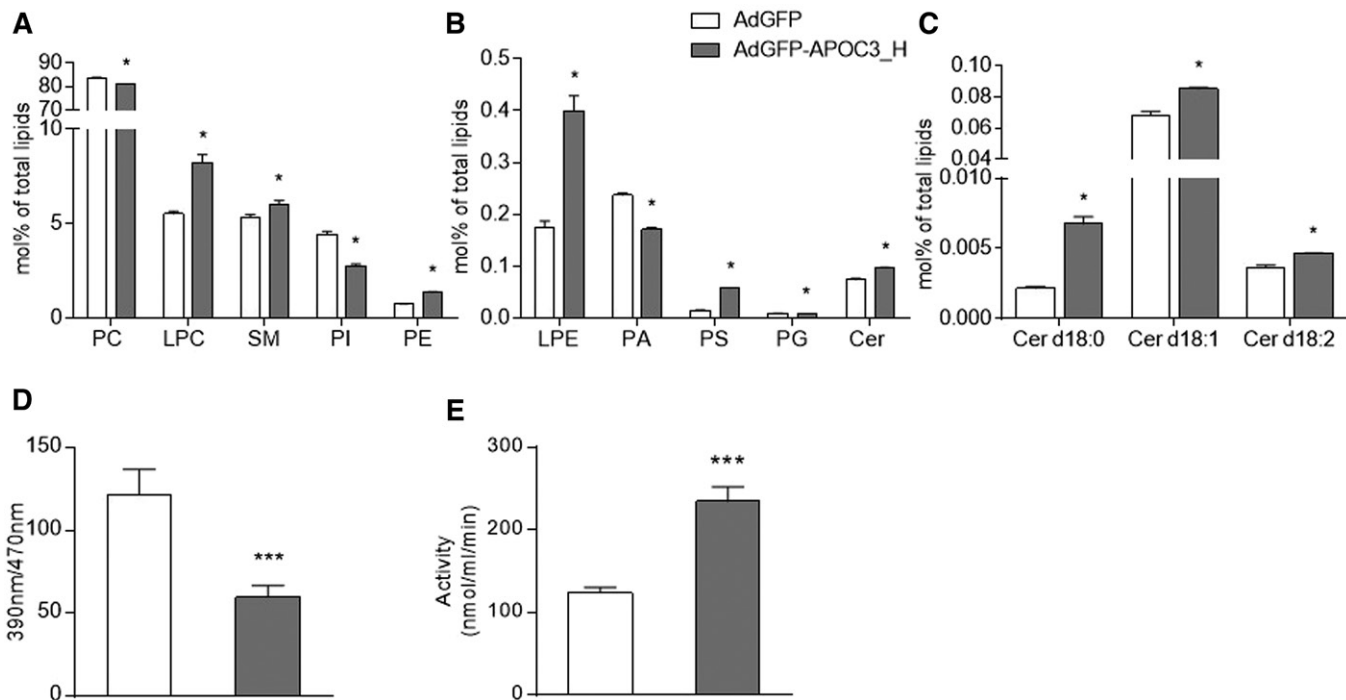 A
mol% of total lipids
90
80
70
10
5
0
*
*
*
*
*
PC LPC SM PI PE
B
AdGFP
AdGFP-APOC3_H
mol% of total lipids
0.5
0.4
0.3
0.2
0.1
0.0
*
*
*
*
*
LPE PA PS PG Cer
C
mol% of total lipids
0.10
0.08
0.06
0.04
0.010
0.005
0.000
*
*
*
Cer d18:0 Cer d18:1 Cer d18:2
D
390nm/470nm
150
100
50
0
***
E
Activity
(nmol/ml/min)
300
200
100
0
***